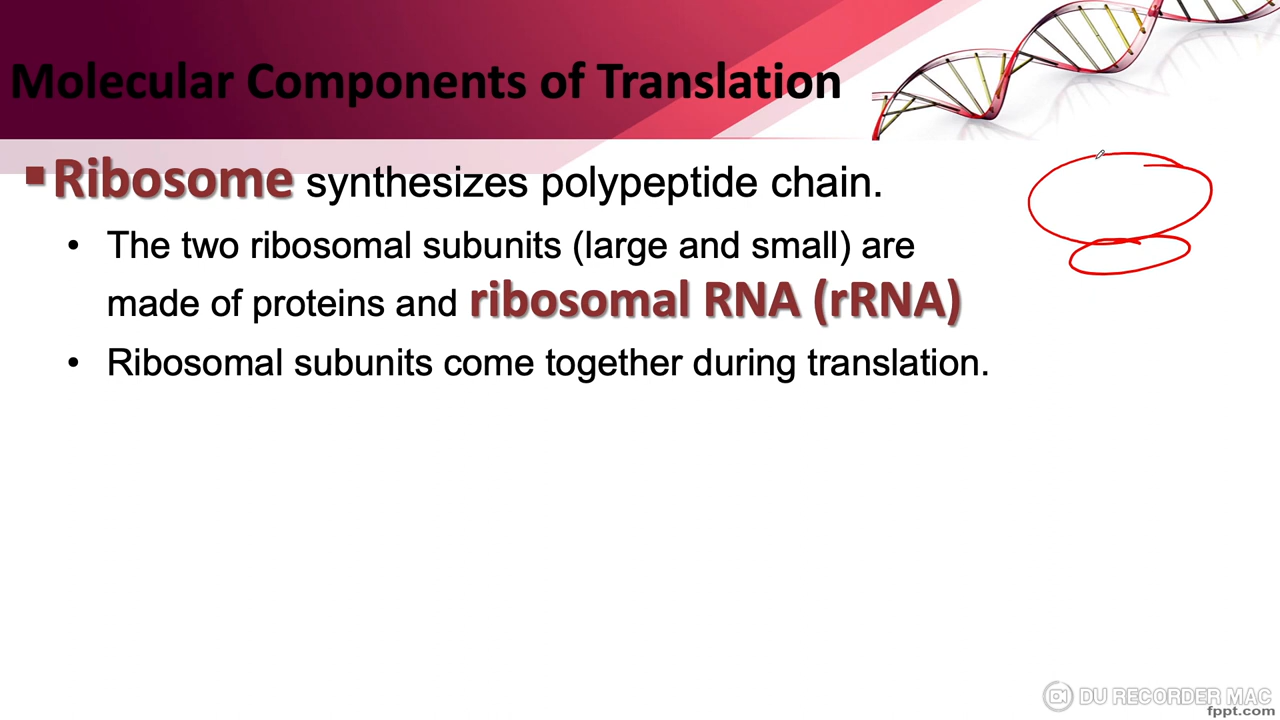 Molecular Components of Translation
▪Ribosome synthesizes polypeptide chain.
• The two ribosomal subunits (large and small) are
made of proteins and ribosomal RNA (rRNA)
• Ribosomal subunits come together during translation.
DU RECORDER MAC
fppt.com